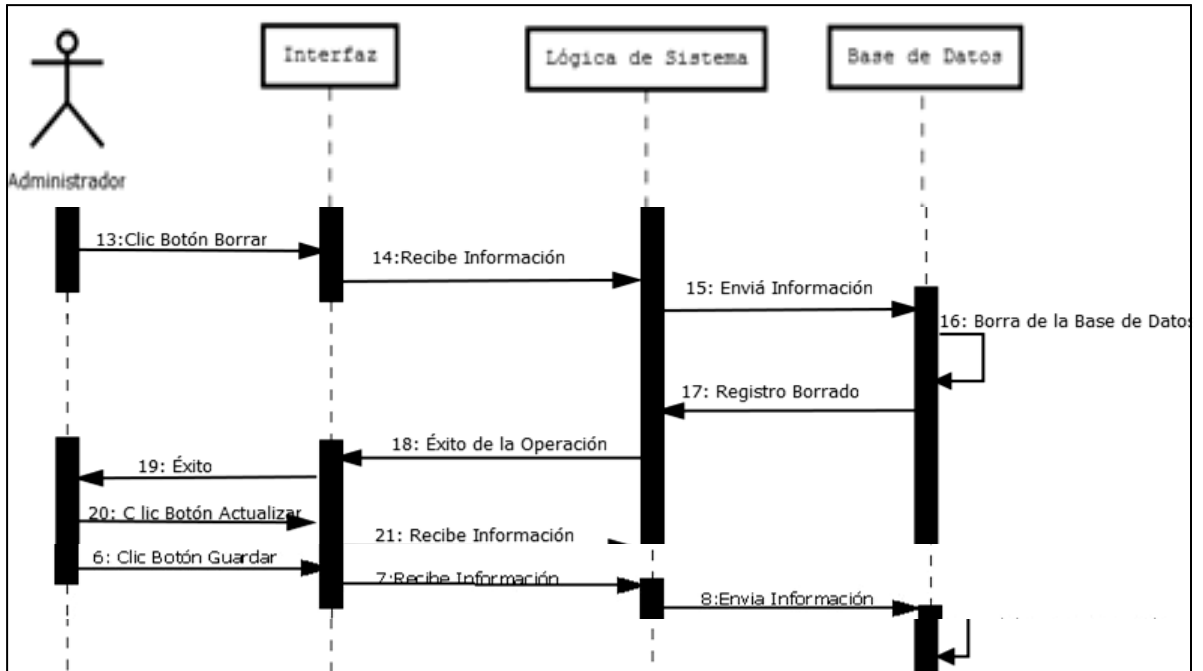 Interfaz
Lógica de Sistema
Base de Datos
Administrador
13:Clic Botón Borrar
14:Recibe Información
15: Enviá Información
16: Borra de la Base de Datos
17: Registro Borrado
18: Éxito de la Operación
19: Éxito
20: C lic Botón Actualizar
21: Recibe Información
6: Clic Botón Guardar
7:Recibe Información
8:Envia Información